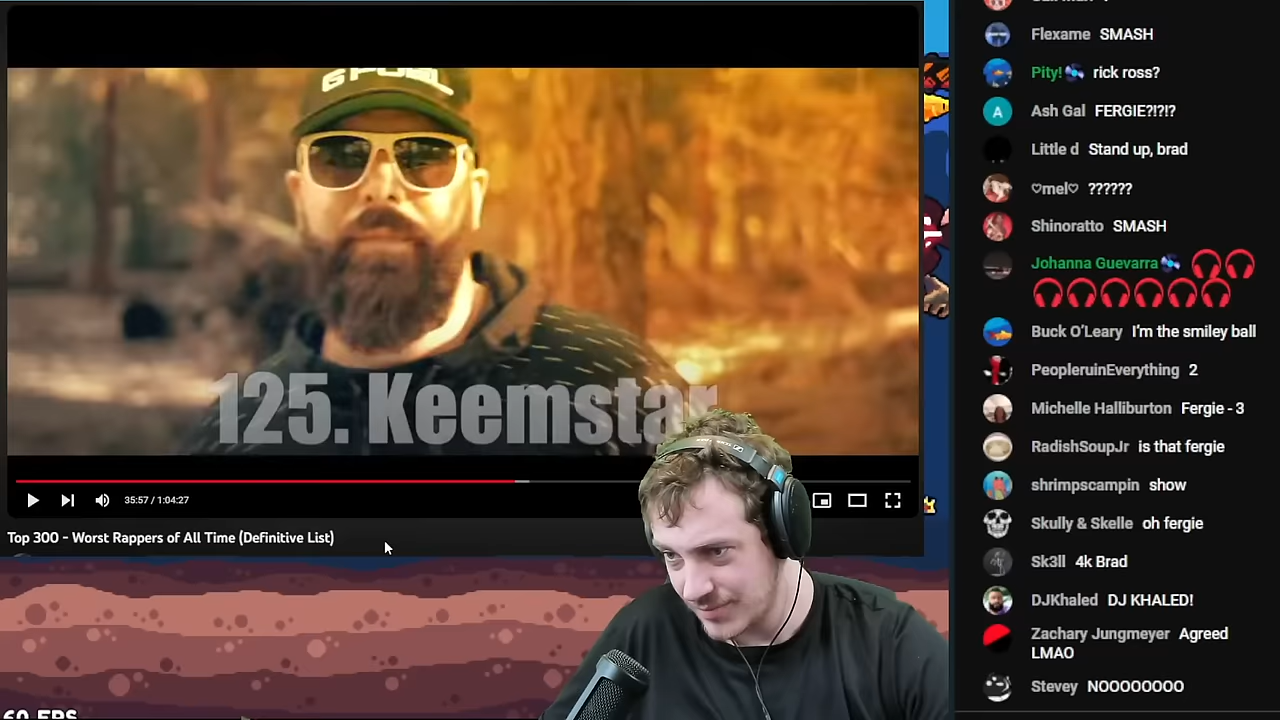 G FUEL
125. Keemstar
35:57 / 1:04:27
Top 300 - Worst Rappers of All Time (Definitive List)
60 FPS
Flexame SMASH
Pity! rick ross?
A
Ash Gal FERGIE?!?!?
Little d Stand up, brad
♡mel♡ ??????
Shinoratto SMASH
Johanna Guevarra
Buck O'Leary I'm the smiley ball
PeopleruinEverything 2
Michelle Halliburton Fergie - 3
RadishSoupJr is that fergie
shrimpscampin show
Skully & Skelle oh fergie
Sk3ll 4k Brad
DJKhaled DJ KHALED!
Zachary Jungmeyer Agreed
LMAO
Stevey NOOOOOOOO